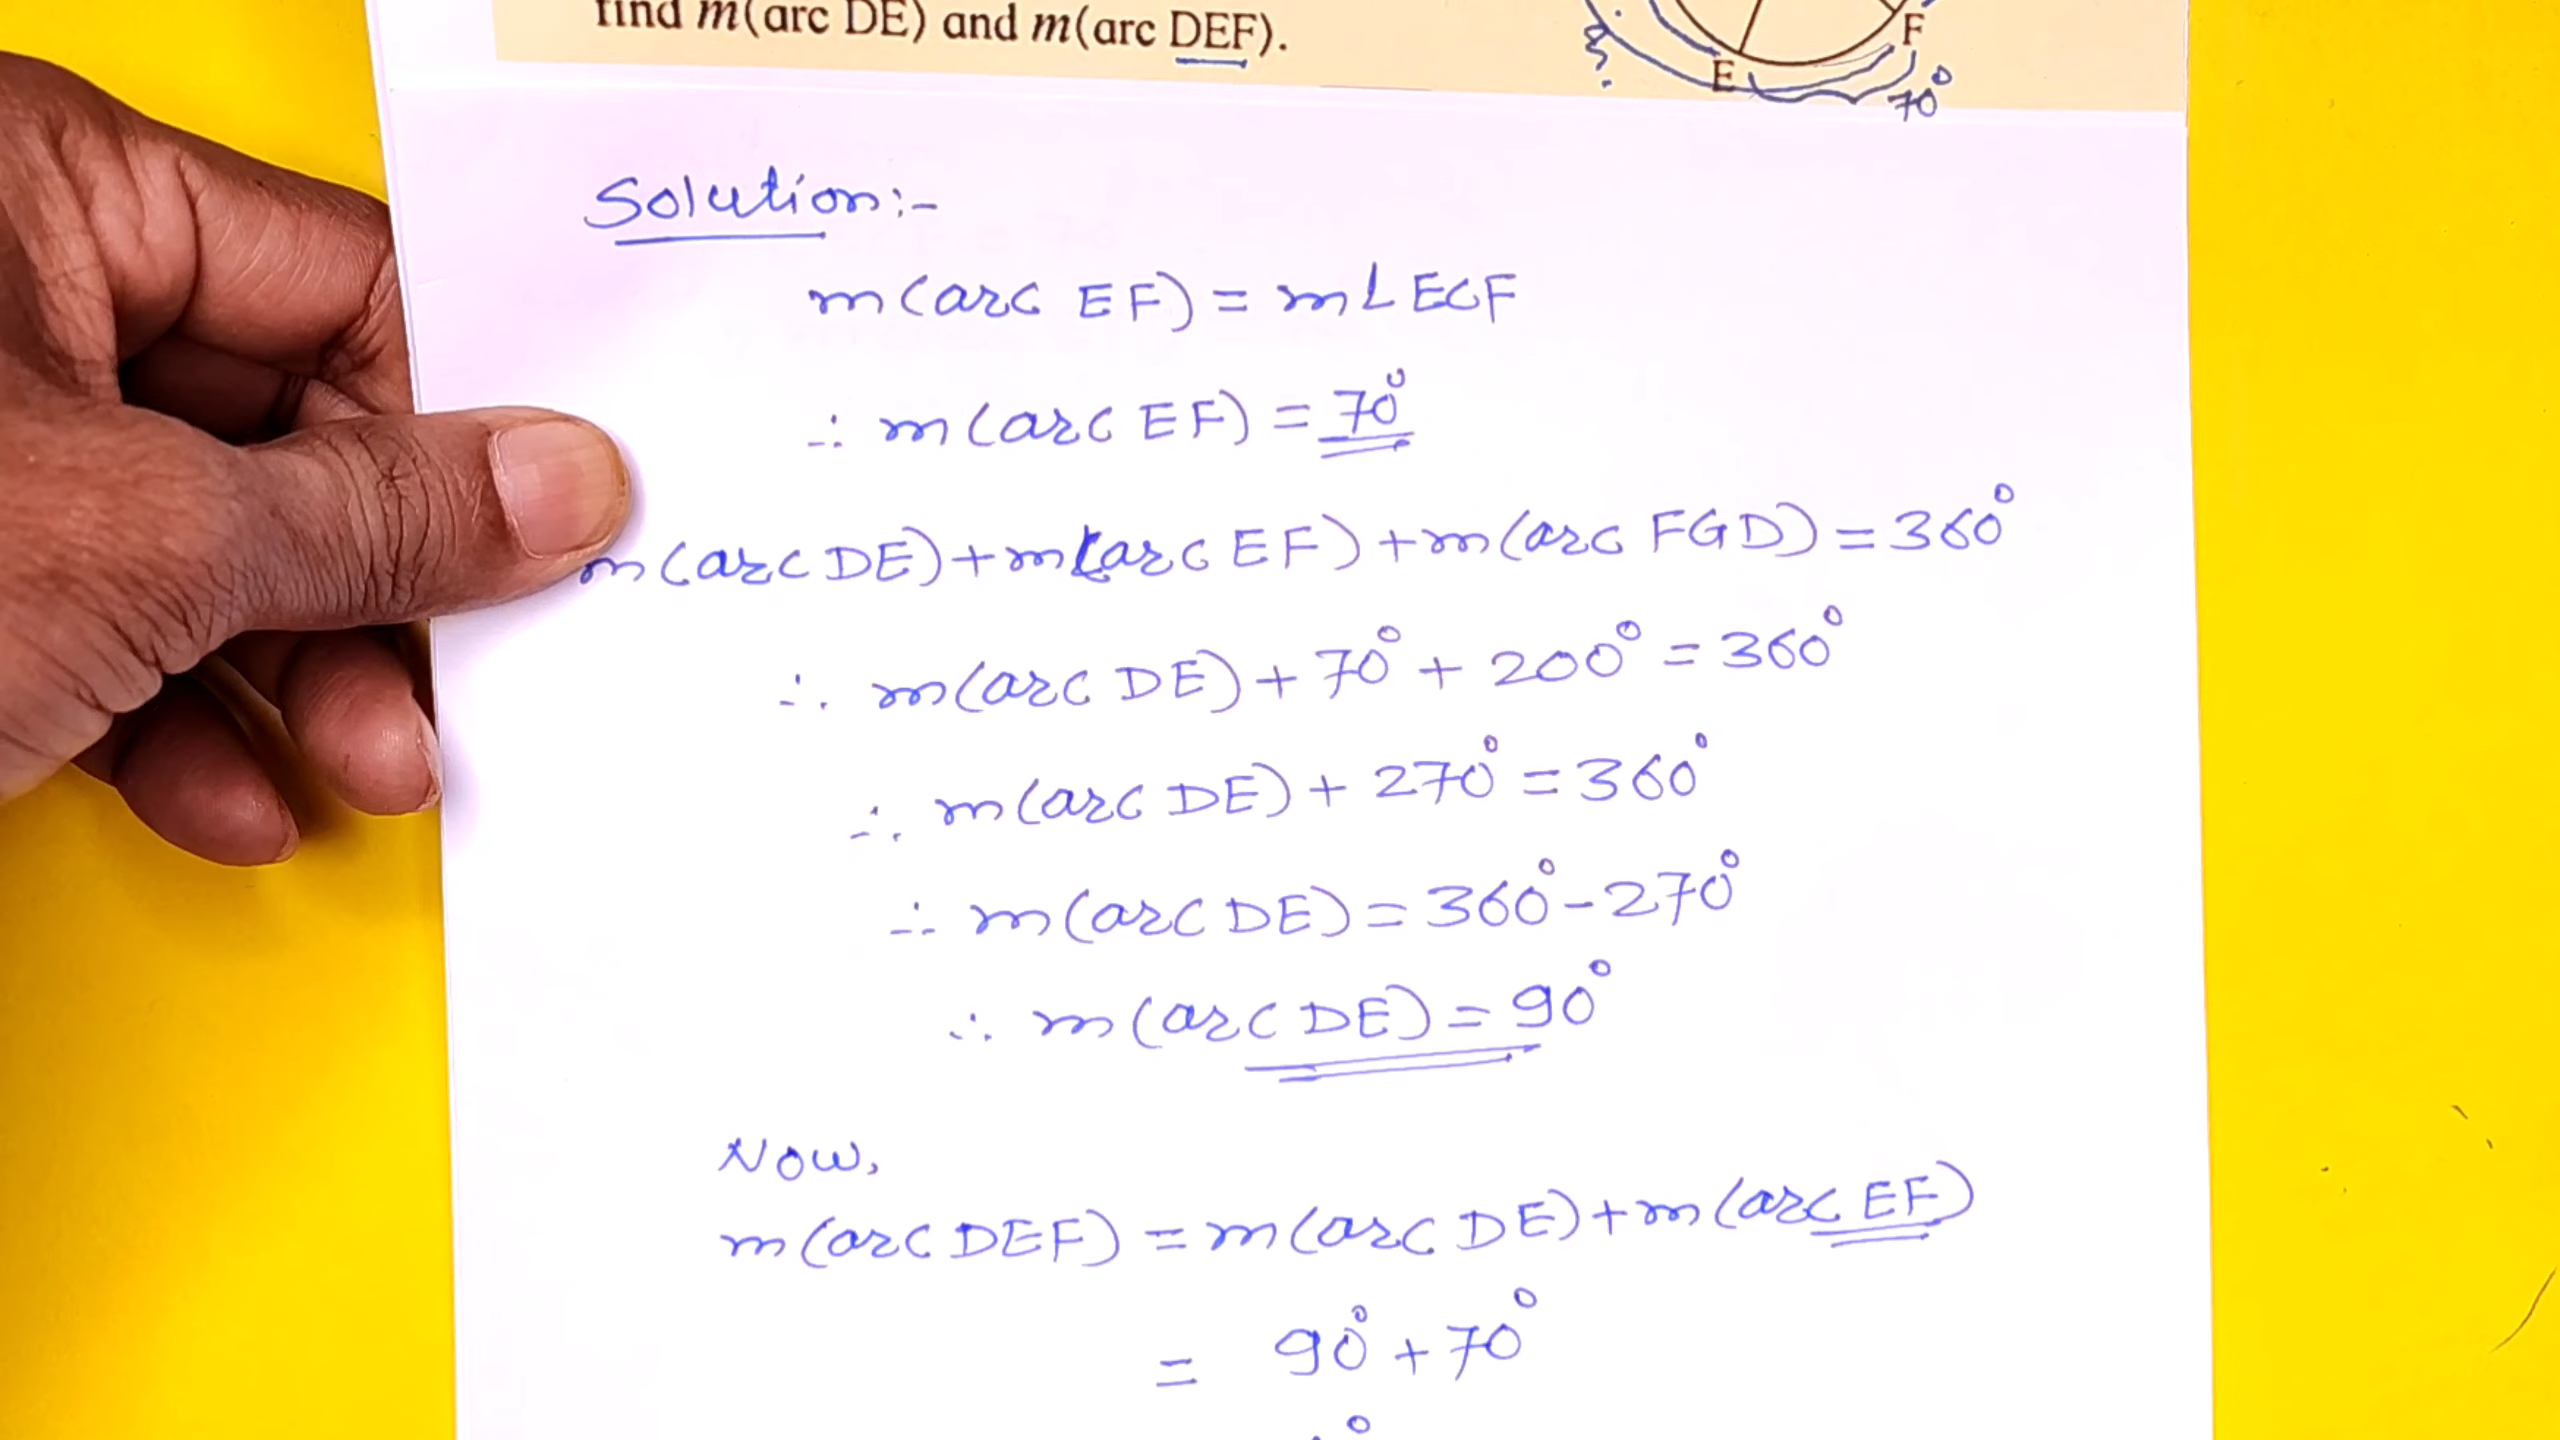 find m(arc DE) and m(arc DEF).
F
E
70°
Solution:-
m(arc EF) = m∠ECF
∴ m(arc EF) = 70°
m(arc DE) + m(arc EF) + m(arc FGD) = 360°
∴ m(arc DE) + 70° + 200° = 360°
∴ m(arc DE) + 270° = 360°
∴ m(arc DE) = 360° - 270°
∴ m(arc DE) = 90°
Now,
m(arc DEF) = m(arc DE) + m(arc EF)
= 90° + 70°